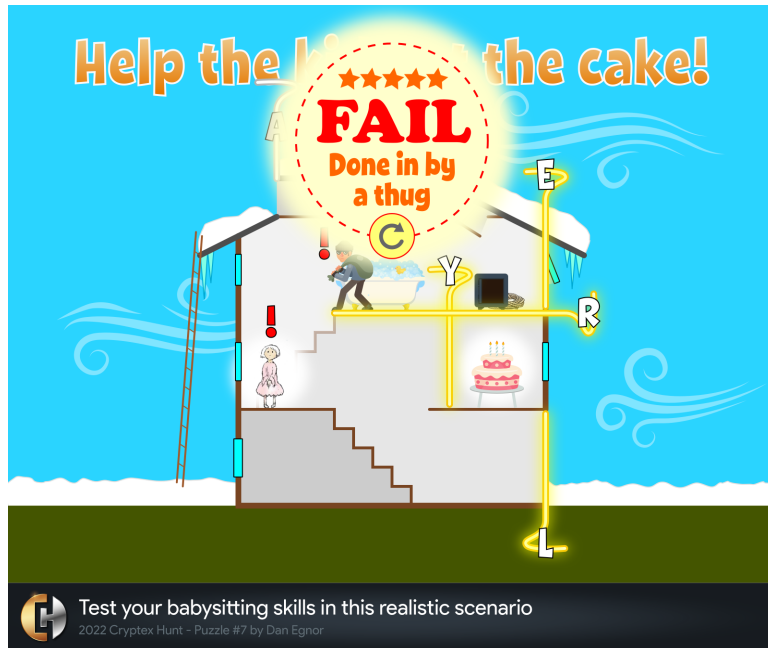 Help the
the cake!
A
FAIL
Done in by
a thug
E
!
Y
R
!
L
Test your babysitting skills in this realistic scenario
2022 Cryptex Hunt - Puzzle #7 by Dan Egnor